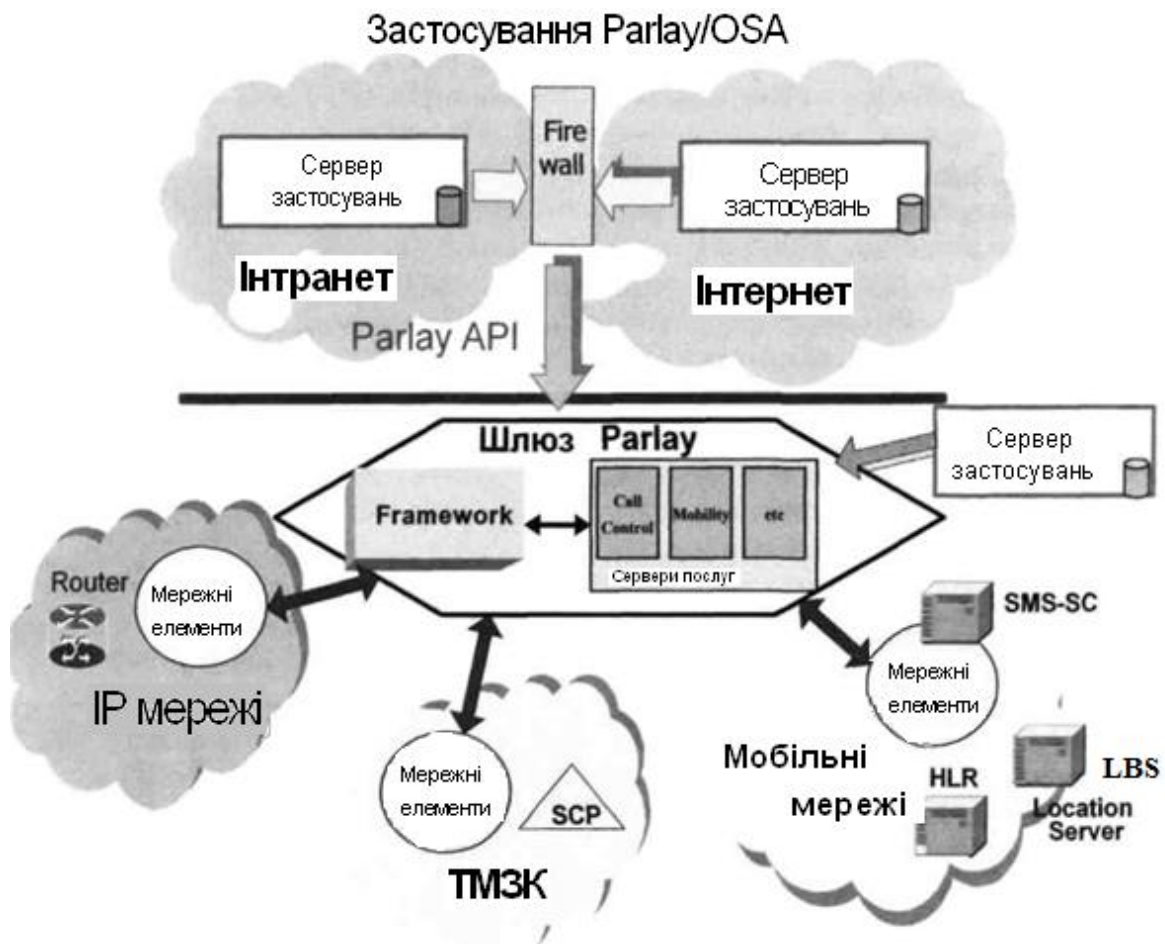 Застосування Parlay/OSA
Fire
wall
Сервер
застосувань
Сервер
застосувань
Інтранет
Інтернет
Parlay API
Шлюз Parlay
Сервер
застосувань
Framework
Call
Control
Mobility
etc
Сервери послуг
Router
Мережні
елементи
IP мережі
SMS-SC
Мережні
елементи
Мобільні
мережі
HLR
LBS
Location
Server
Мережні
елементи
SCP
ТМЗК